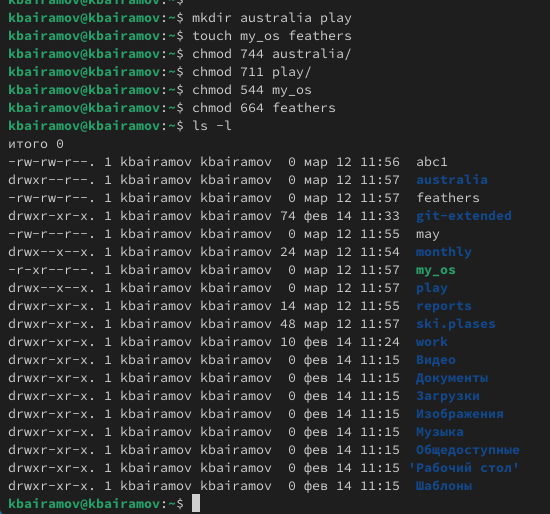 kbairamov@kbairamov:~$
kbairamov@kbairamov:~$ mkdir australia play
kbairamov@kbairamov:~$ touch my_os feathers
kbairamov@kbairamov:~$ chmod 744 australia/
kbairamov@kbairamov:~$ chmod 711 play/
kbairamov@kbairamov:~$ chmod 544 my_os
kbairamov@kbairamov:~$ chmod 664 feathers
kbairamov@kbairamov:~$ ls -l
итого 0
-rw-rw-r--. 1 kbairamov kbairamov  0 мар 12 11:56  abc1
drwxr--r--. 1 kbairamov kbairamov  0 мар 12 11:57  australia
-rw-rw-r--. 1 kbairamov kbairamov  0 мар 12 11:57  feathers
drwxr-xr-x. 1 kbairamov kbairamov 74 фев 14 11:33  git-extended
-rw-r--r--. 1 kbairamov kbairamov  0 мар 12 11:55  may
drwx--x--x. 1 kbairamov kbairamov 24 мар 12 11:54  monthly
-r-xr--r--. 1 kbairamov kbairamov  0 мар 12 11:57  my_os
drwx--x--x. 1 kbairamov kbairamov  0 мар 12 11:57  play
drwxr-xr-x. 1 kbairamov kbairamov 14 мар 12 11:55  reports
drwxr-xr-x. 1 kbairamov kbairamov 48 мар 12 11:57  ski.plases
drwxr-xr-x. 1 kbairamov kbairamov 10 фев 14 11:24  work
drwxr-xr-x. 1 kbairamov kbairamov  0 фев 14 11:15  Видео
drwxr-xr-x. 1 kbairamov kbairamov  0 фев 14 11:15  Документы
drwxr-xr-x. 1 kbairamov kbairamov  0 фев 14 11:15  Загрузки
drwxr-xr-x. 1 kbairamov kbairamov  0 фев 14 11:15  Изображения
drwxr-xr-x. 1 kbairamov kbairamov  0 фев 14 11:15  Музыка
drwxr-xr-x. 1 kbairamov kbairamov  0 фев 14 11:15  Общедоступные
drwxr-xr-x. 1 kbairamov kbairamov  0 фев 14 11:15 'Рабочий стол'
drwxr-xr-x. 1 kbairamov kbairamov  0 фев 14 11:15  Шаблоны
kbairamov@kbairamov:~$